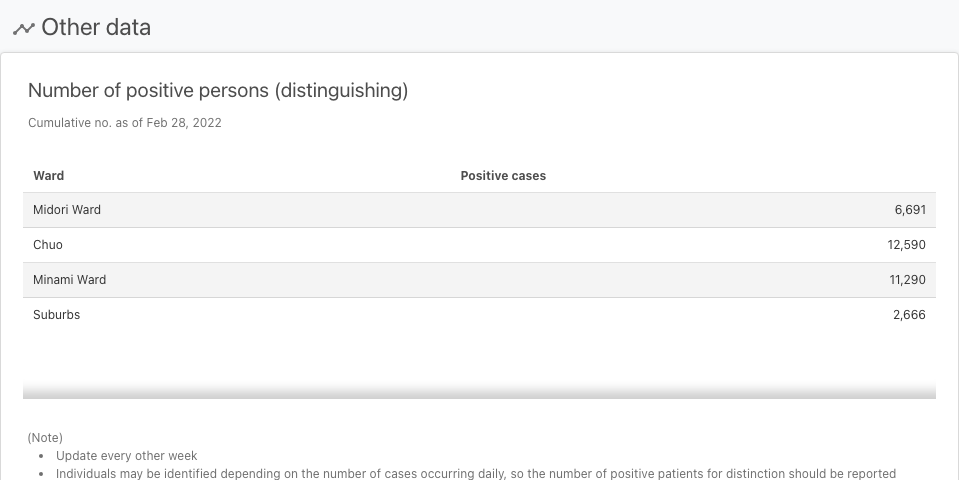 Other data
Number of positive persons (distinguishing)
Cumulative no. as of Feb 28, 2022
Ward Positive cases
Midori Ward 6,691
Chuo 12,590
Minami Ward 11,290
Suburbs 2,666
(Note)
• Update every other week
• Individuals may be identified depending on the number of cases occurring daily, so the number of positive patients for distinction should be reported